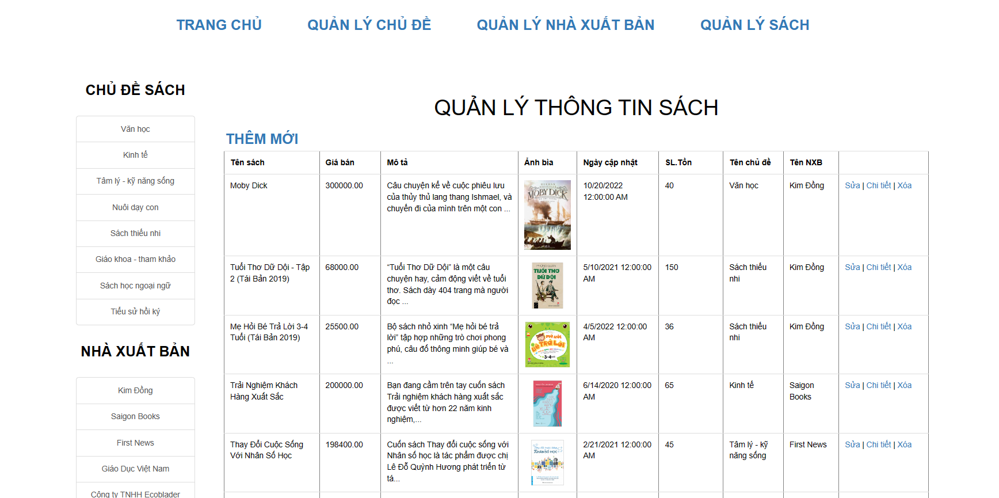 TRANG CHỦ
QUẢN LÝ CHỦ ĐỀ
QUẢN LÝ NHÀ XUẤT BẢN
QUẢN LÝ SÁCH
CHỦ ĐỀ SÁCH
Văn học
Kinh tế
Tâm lý - kỹ năng sống
Nuôi dạy con
Sách thiếu nhi
Giáo khoa - tham khảo
Sách học ngoại ngữ
Tiểu sử hồi ký
NHÀ XUẤT BẢN
Kim Đồng
Saigon Books
First News
Giáo Dục Việt Nam
Công ty TNHH Ecoblader
QUẢN LÝ THÔNG TIN SÁCH
THÊM MỚI
Tên sách
Giá bán
Mô tả
Ảnh bìa
Ngày cập nhật
SL.Tồn
Tên chủ đề
Tên NXB
Moby Dick
300000.00
Câu chuyện kể về cuộc phiêu lưu
của thủy thủ lang thang Ishmael, và
chuyến đi của mình trên một con ...
HERMAN
MELVILLE
MOBY DICK
10/20/2022
12:00:00 AM
40
Văn học
Kim Đồng
Sửa | Chi tiết | Xóa
Tuổi Thơ Dữ Dội - Tập
2 (Tái Bản 2019)
68000.00
“Tuổi Thơ Dữ Dội” là một câu
chuyện hay, cảm động viết về tuổi
thơ. Sách dày 404 trang mà người
đọc ...
PHÙNG QUÁN
TUỔI THƠ
DỮ DỘI
5/10/2021 12:00:00
AM
150
Sách thiếu
nhi
Kim Đồng
Sửa | Chi tiết | Xóa
Mẹ Hỏi Bé Trả Lời 3-4
Tuổi (Tái Bản 2019)
25500.00
Bộ sách nhỏ xinh “Mẹ hỏi bé trả
lời” tập hợp những trò chơi phong
phú, câu đố thông minh giúp bé và
...
Mẹ Hỏi
Bé Trả Lời
3-4
4/5/2022 12:00:00
AM
36
Sách thiếu
nhi
Kim Đồng
Sửa | Chi tiết | Xóa
Trải Nghiệm Khách
Hàng Xuất Sắc
200000.00
Bạn đang cầm trên tay cuốn sách
Trải nghiệm khách hàng xuất sắc
được viết từ hơn 22 năm kinh
nghiệm,...
6/14/2020 12:00:00
AM
65
Kinh tế
Saigon
Books
Sửa | Chi tiết | Xóa
Thay Đổi Cuộc Sống
Với Nhân Số Học
198400.00
Cuốn sách Thay đổi cuộc sống với
Nhân số học là tác phẩm được chị
Lê Đỗ Quỳnh Hương phát triển từ
tá...
Thay đổi cuộc sống
NHÂN SỐ HỌC
2/21/2021 12:00:00
AM
45
Tâm lý - kỹ
năng sống
First News
Sửa | Chi tiết | Xóa